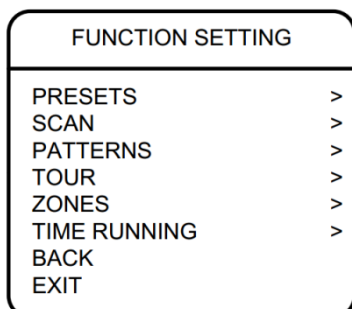 FUNCTION SETTING
PRESETS >
SCAN >
PATTERNS >
TOUR >
ZONES >
TIME RUNNING >
BACK
EXIT